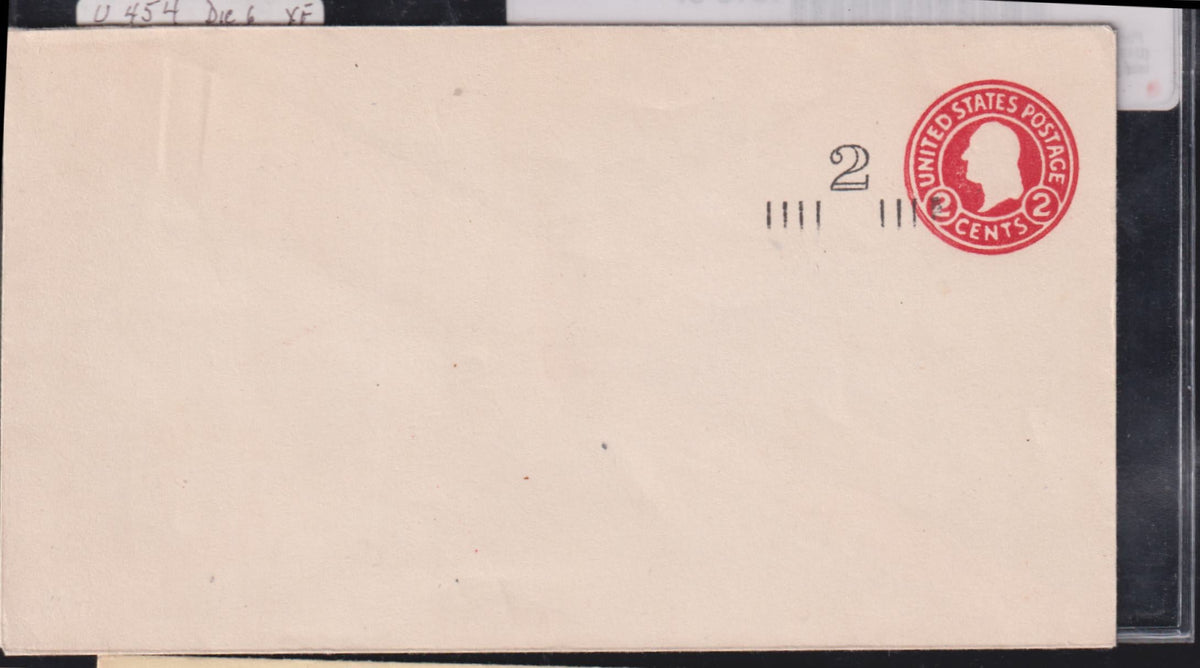 U 454 Die 6 XF
2
UNITED STATES POSTAGE
2 CENTS 2